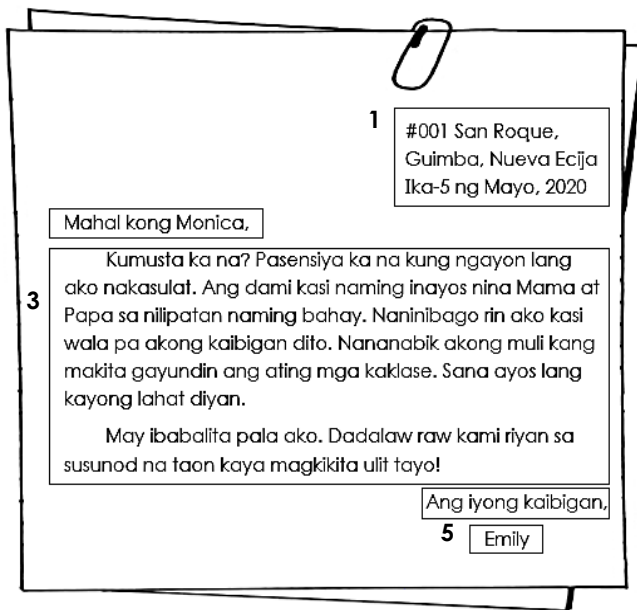 1
#001 San Roque,
Guimba, Nueva Ecija
Ika-5 ng Mayo, 2020
Mahal kong Monica,
3
Kumusta ka na? Pasensiya ka na kung ngayon lang
ako nakasulat. Ang dami kasi naming inayos nina Mama at
Papa sa nilipatan naming bahay. Naninibago rin ako kasi
wala pa akong kaibigan dito. Nananabik akong muli kang
makita gayundin ang ating mga kaklase. Sana ayos lang
kayong lahat diyan.
May ibabalita pala ako. Dadalaw raw kami riyan sa
susunod na taon kaya magkikita ulit tayo!
Ang iyong kaibigan,
5
Emily